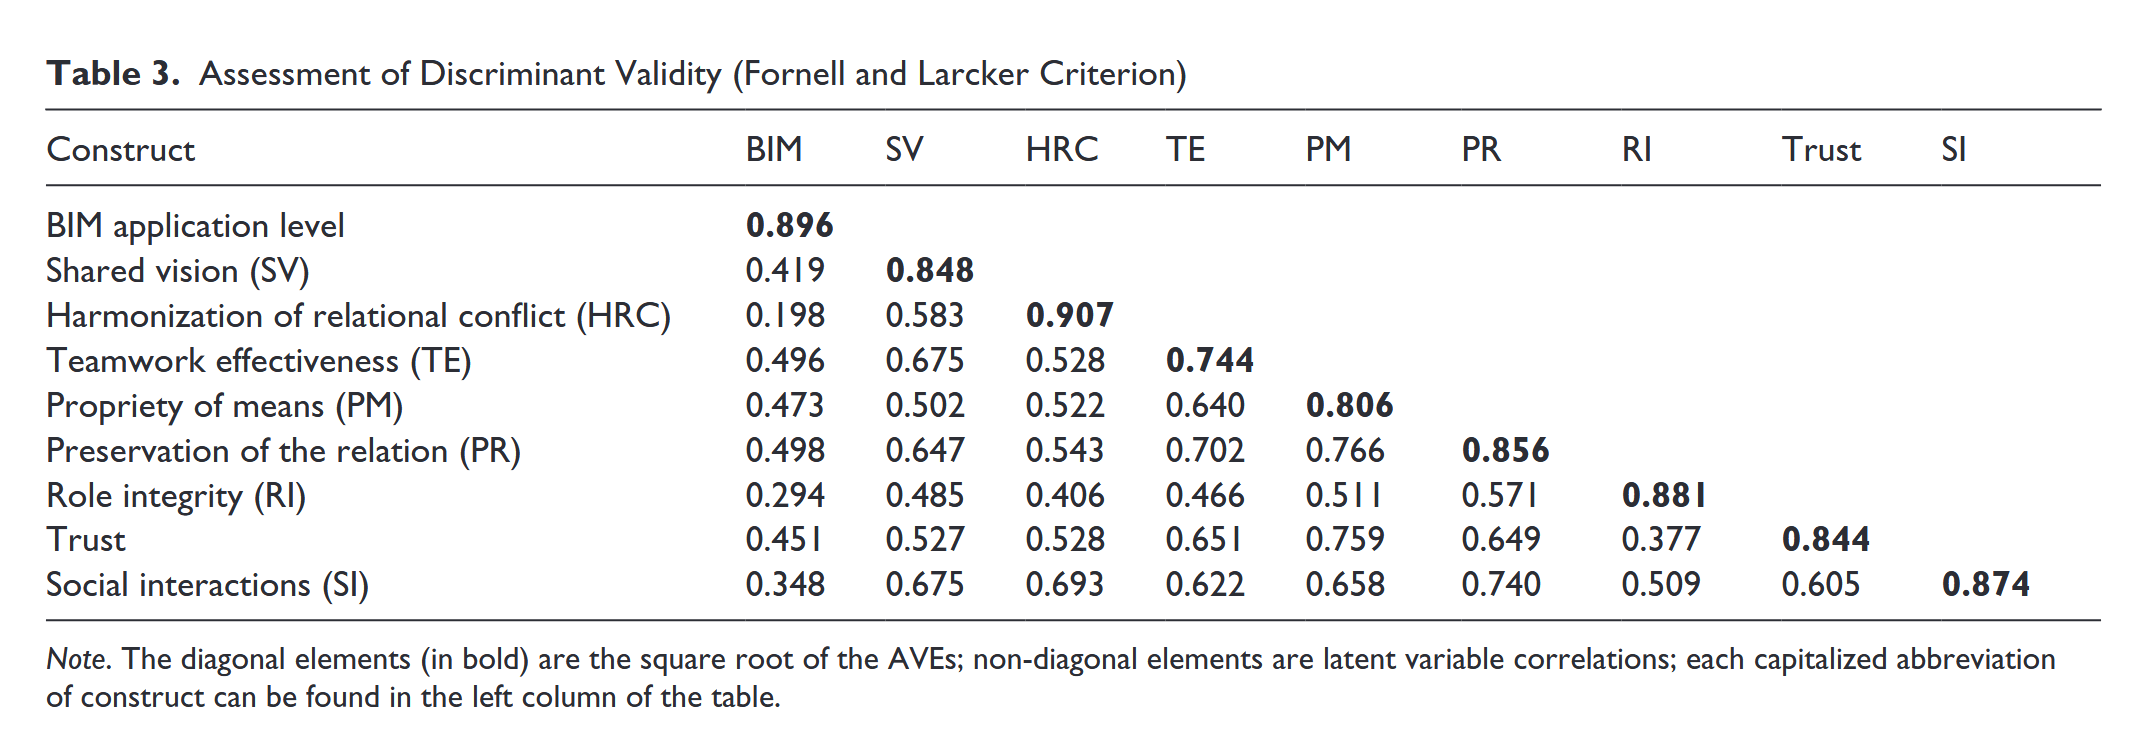 Table 3. Assessment of Discriminant Validity (Fornell and Larcker Criterion)
Construct BIM SV HRC TE PM PR RI Trust SI
BIM application level 0.896
Shared vision (SV) 0.419 0.848
Harmonization of relational conflict (HRC) 0.198 0.583 0.907
Teamwork effectiveness (TE) 0.496 0.675 0.528 0.744
Propriety of means (PM) 0.473 0.502 0.522 0.640 0.806
Preservation of the relation (PR) 0.498 0.647 0.543 0.702 0.766 0.856
Role integrity (RI) 0.294 0.485 0.406 0.466 0.511 0.571 0.881
Trust 0.451 0.527 0.528 0.651 0.759 0.649 0.377 0.844
Social interactions (SI) 0.348 0.675 0.693 0.622 0.658 0.740 0.509 0.605 0.874
Note. The diagonal elements (in bold) are the square root of the AVEs; non-diagonal elements are latent variable correlations; each capitalized abbreviation
of construct can be found in the left column of the table.